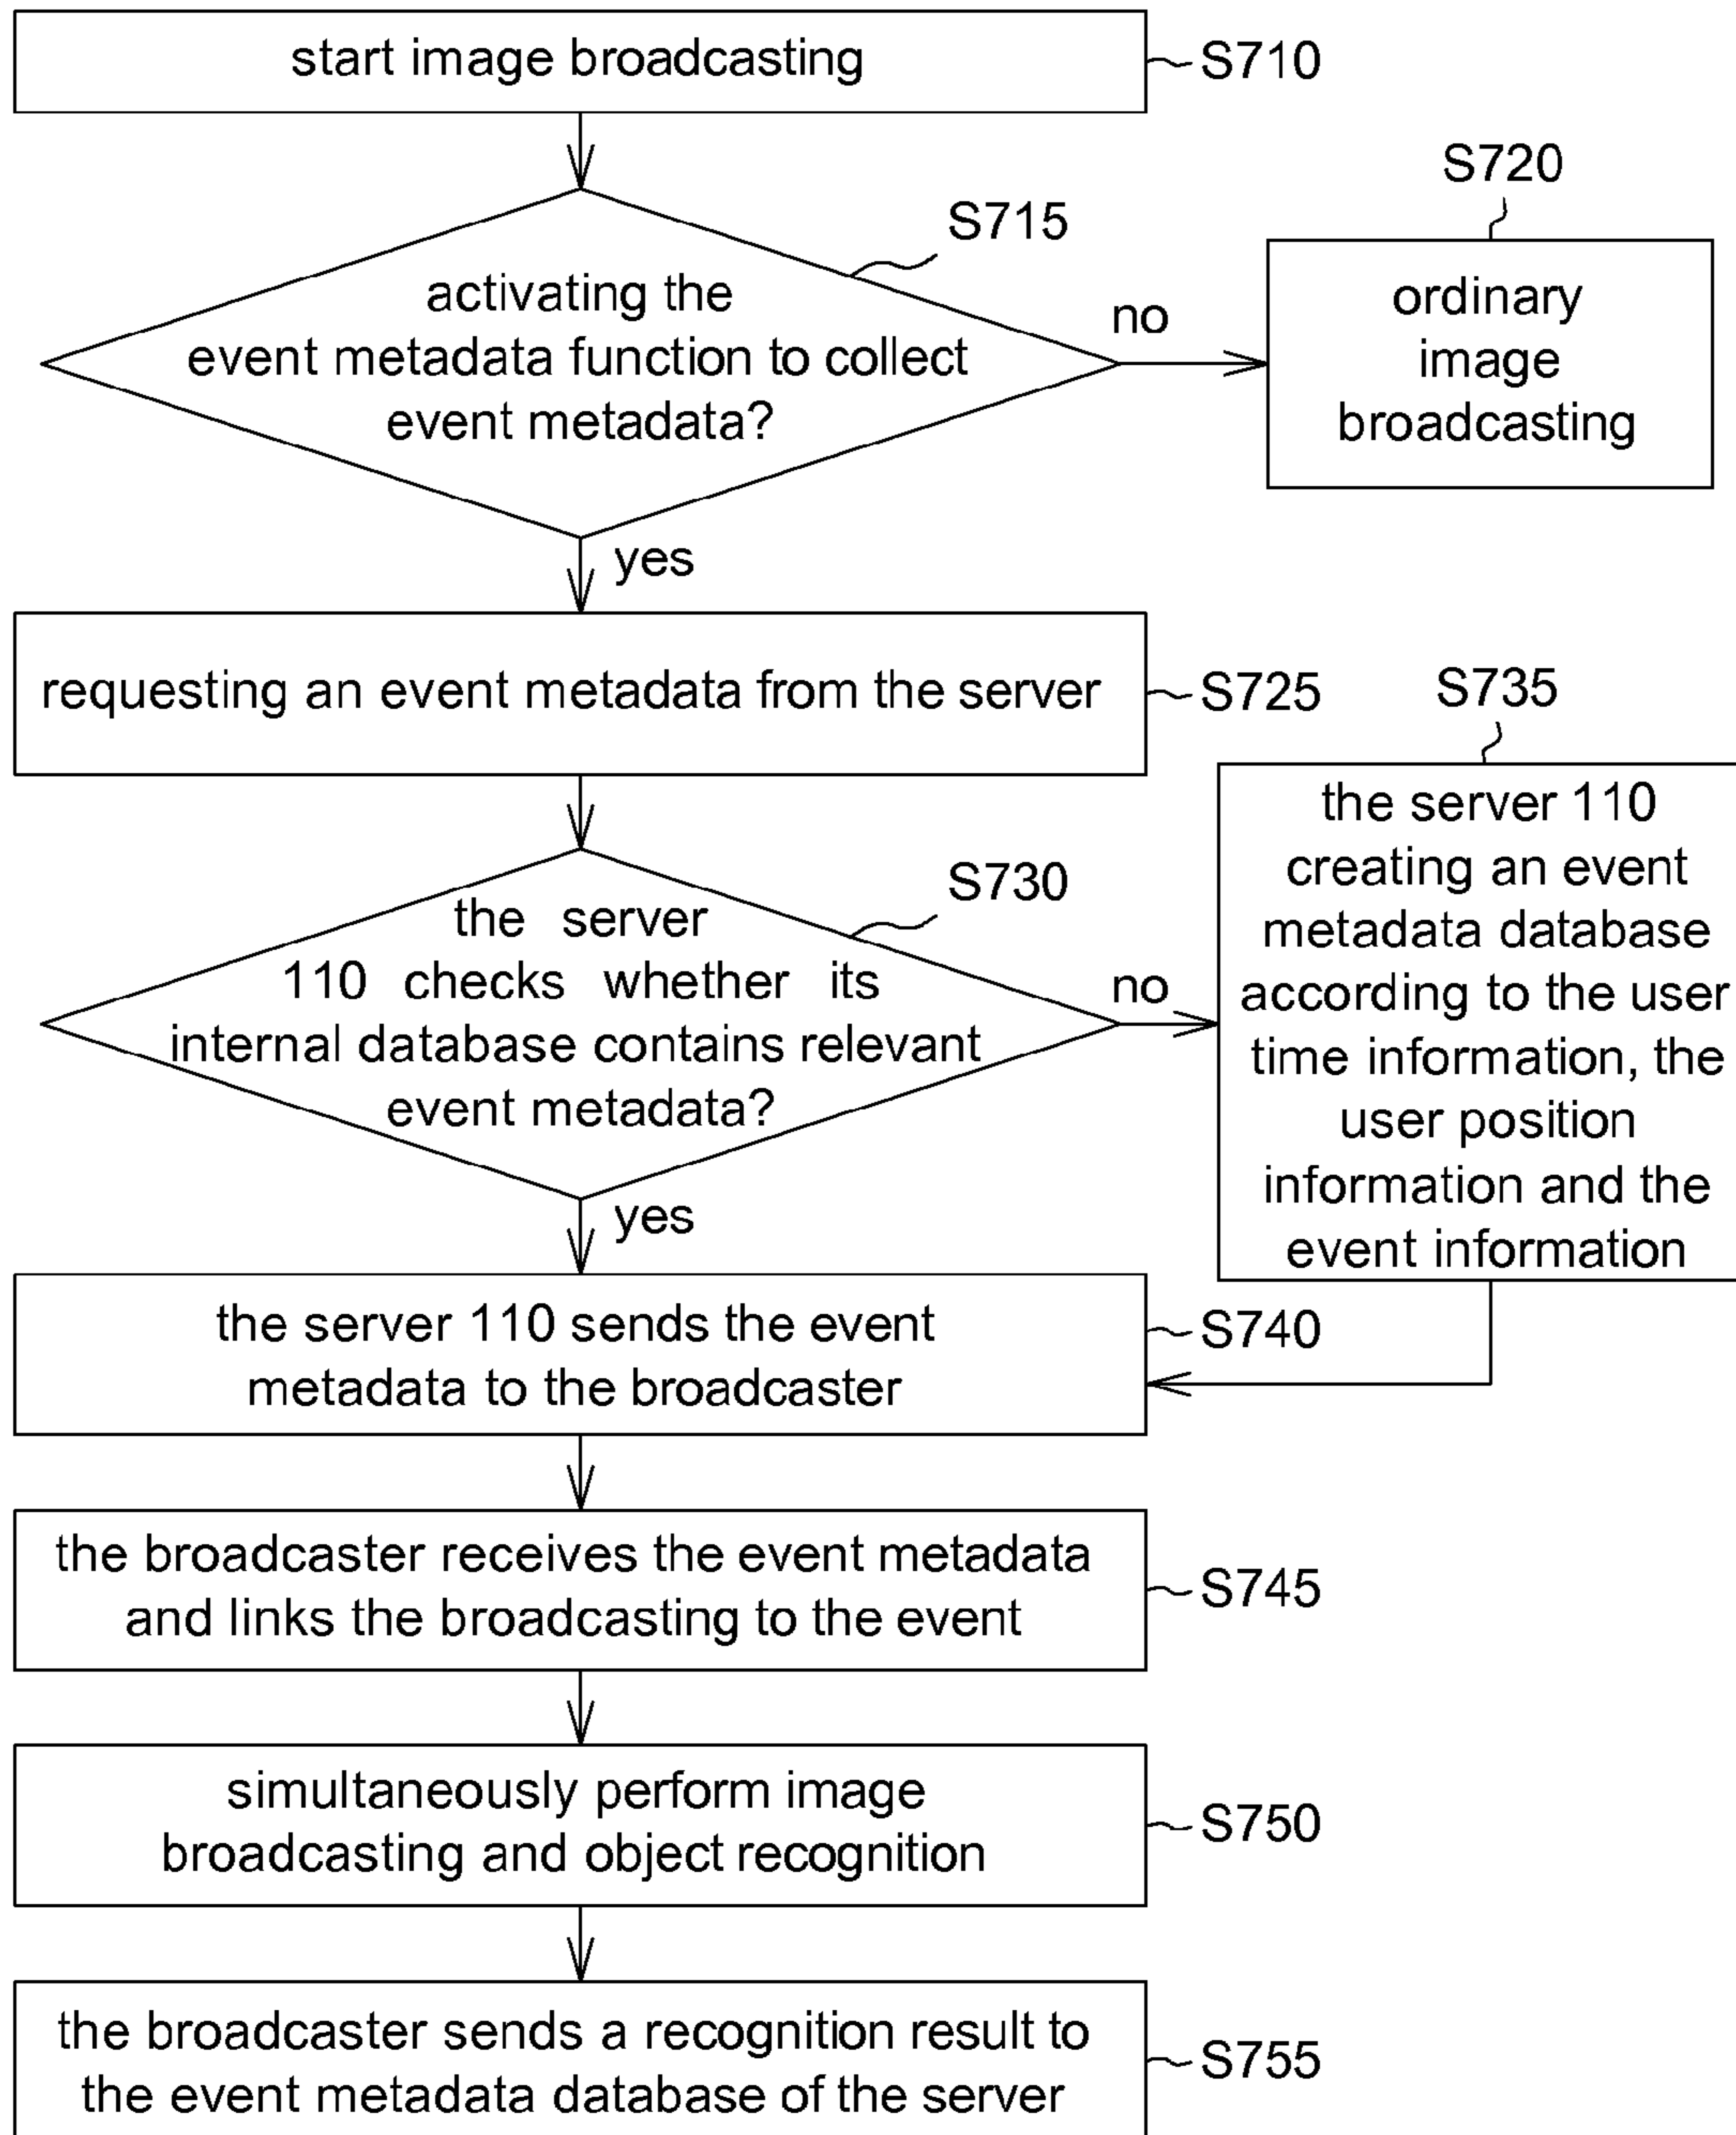 start image broadcasting
S710
S720
S715
activating the
event metadata function to collect
event metadata?
no
ordinary
image
broadcasting
yes
requesting an event metadata from the server
S725
S735
S730
the server
110 checks whether its
internal database contains relevant
event metadata?
no
the server 110
creating an event
metadata database
according to the user
time information, the
user position
information and the
event information
yes
the server 110 sends the event
metadata to the broadcaster
S740
the broadcaster receives the event metadata
and links the broadcasting to the event
S745
simultaneously perform image
broadcasting and object recognition
S750
the broadcaster sends a recognition result to
the event metadata database of the server
S755